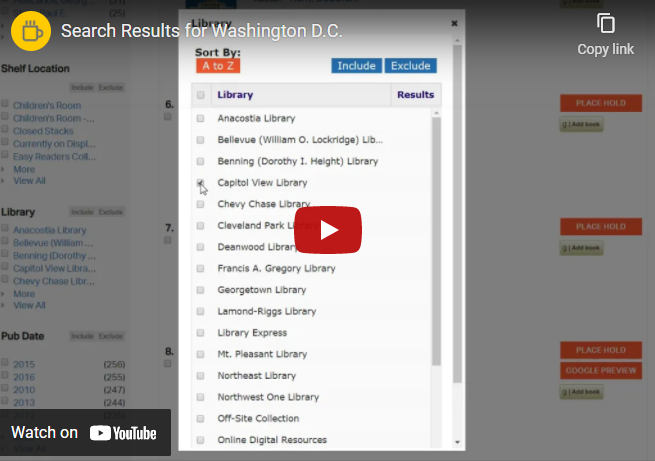 Search Results for Washington D.C.
Copy link
Library
Sort By:
A to Z
Include
Exclude
Library
Results
Anacostia Library
Bellevue (William O. Lockridge) Lib...
Benning (Dorothy I. Height) Library
Capitol View Library
Chevy Chase Library
Cleveland Park Library
Deanwood Library
Francis A. Gregory Library
Georgetown Library
Lamond-Riggs Library
Library Express
Mt. Pleasant Library
Northeast Library
Northwest One Library
Off-Site Collection
Online Digital Resources
(25)
Shelf Location
Include Exclude
Children's Room
Children's Room -...
Closed Stacks
Currently on Displ...
Easy Readers Coll...
More
View All
Library
Include Exclude
Anacostia Library
Bellevue (William ...
Benning (Dorothy ...
Capitol View Libra...
Chevy Chase Libr...
More
View All
Pub Date
Include Exclude
2015 (256)
2016 (255)
2010 (247)
2013 (244)
6.
PLACE HOLD
g | Add book
7.
PLACE HOLD
g | Add book
8.
PLACE HOLD
GOOGLE PREVIEW
g | Add book
Watch on YouTube